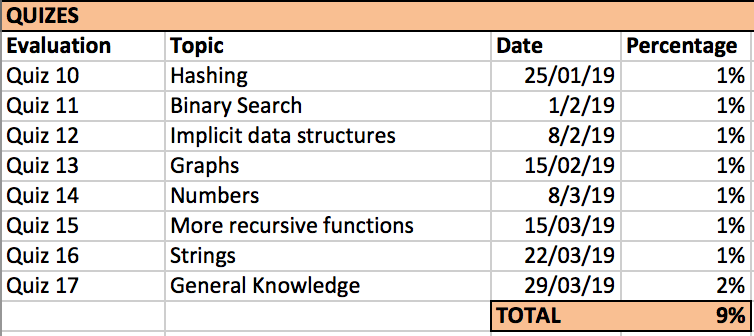 QUIZES
Evaluation Topic Date Percentage
Quiz 10 Hashing 25/01/19 1%
Quiz 11 Binary Search 1/2/19 1%
Quiz 12 Implicit data structures 8/2/19 1%
Quiz 13 Graphs 15/02/19 1%
Quiz 14 Numbers 8/3/19 1%
Quiz 15 More recursive functions 15/03/19 1%
Quiz 16 Strings 22/03/19 1%
Quiz 17 General Knowledge 29/03/19 2%
TOTAL 9%